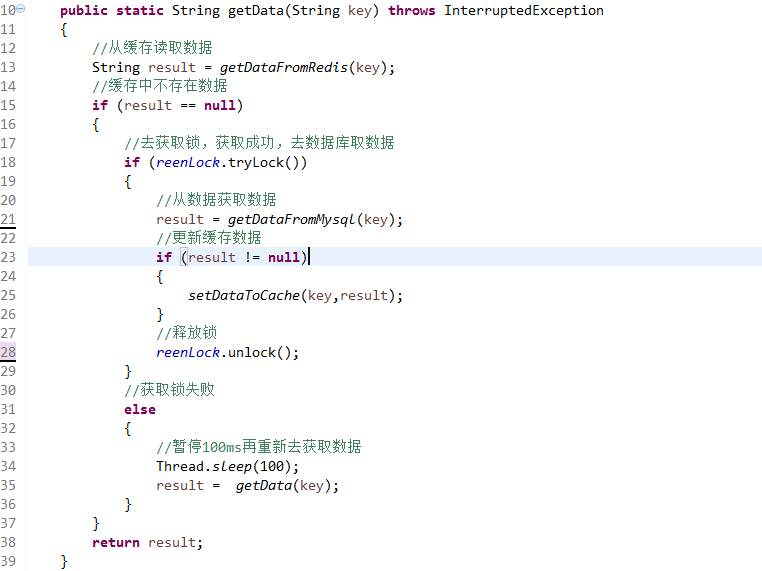 10 public static String getData(String key) throws InterruptedException
11 {
12 //从缓存读取数据
13 String result = getDataFromRedis(key);
14 //缓存中不存在数据
15 if (result == null)
16 {
17 //去获取锁，获取成功，去数据库取数据
18 if (reenLock.tryLock())
19 {
20 //从数据获取数据
21 result = getDataFromMysql(key);
22 //更新缓存数据
23 if (result != null)
24 {
25 setDataToCache(key,result);
26 }
27 //释放锁
28 reenLock.unlock();
29 }
30 //获取锁失败
31 else
32 {
33 //暂停100ms再重新去获取数据
34 Thread.sleep(100);
35 result =  getData(key);
36 }
37 }
38 return result;
39 }